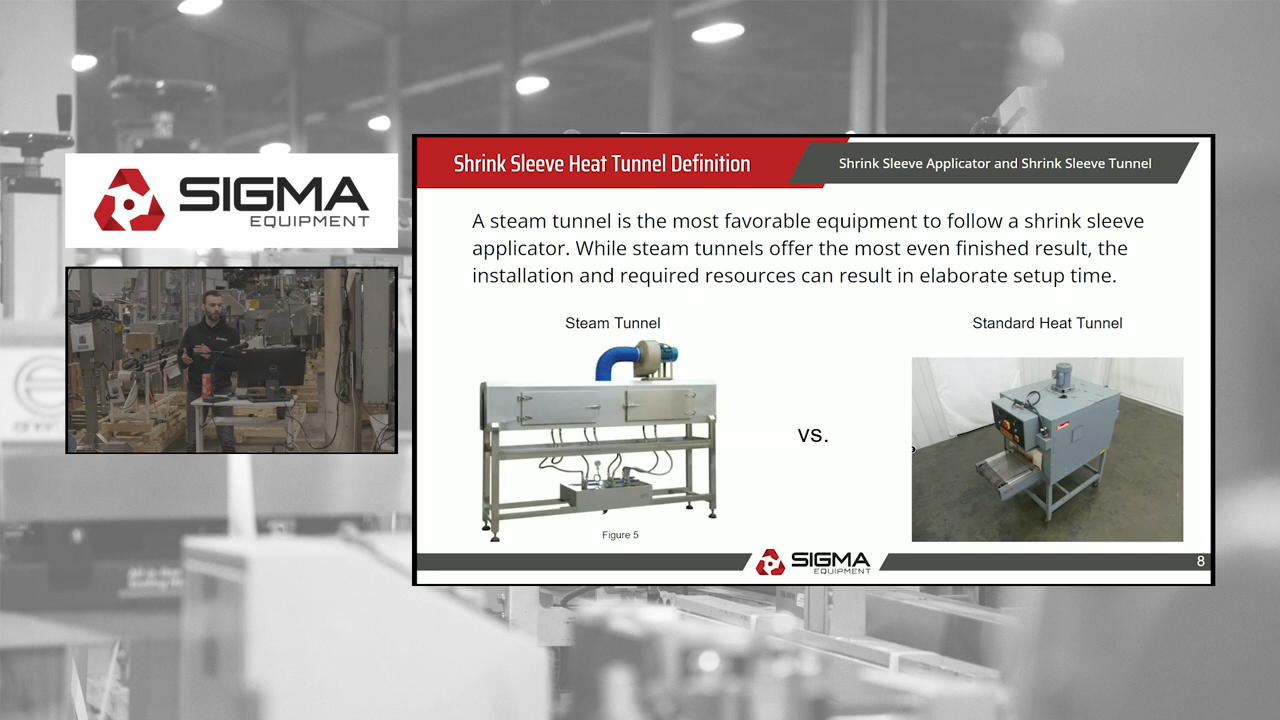 SIGMA
EQUIPMENT
Shrink Sleeve Heat Tunnel Definition
Shrink Sleeve Applicator and Shrink Sleeve Tunnel
A steam tunnel is the most favorable equipment to follow a shrink sleeve
applicator. While steam tunnels offer the most even finished result, the
installation and required resources can result in elaborate setup time.
Steam Tunnel
Standard Heat Tunnel
vs.
Figure 5
SIGMA
EQUIPMENT
8